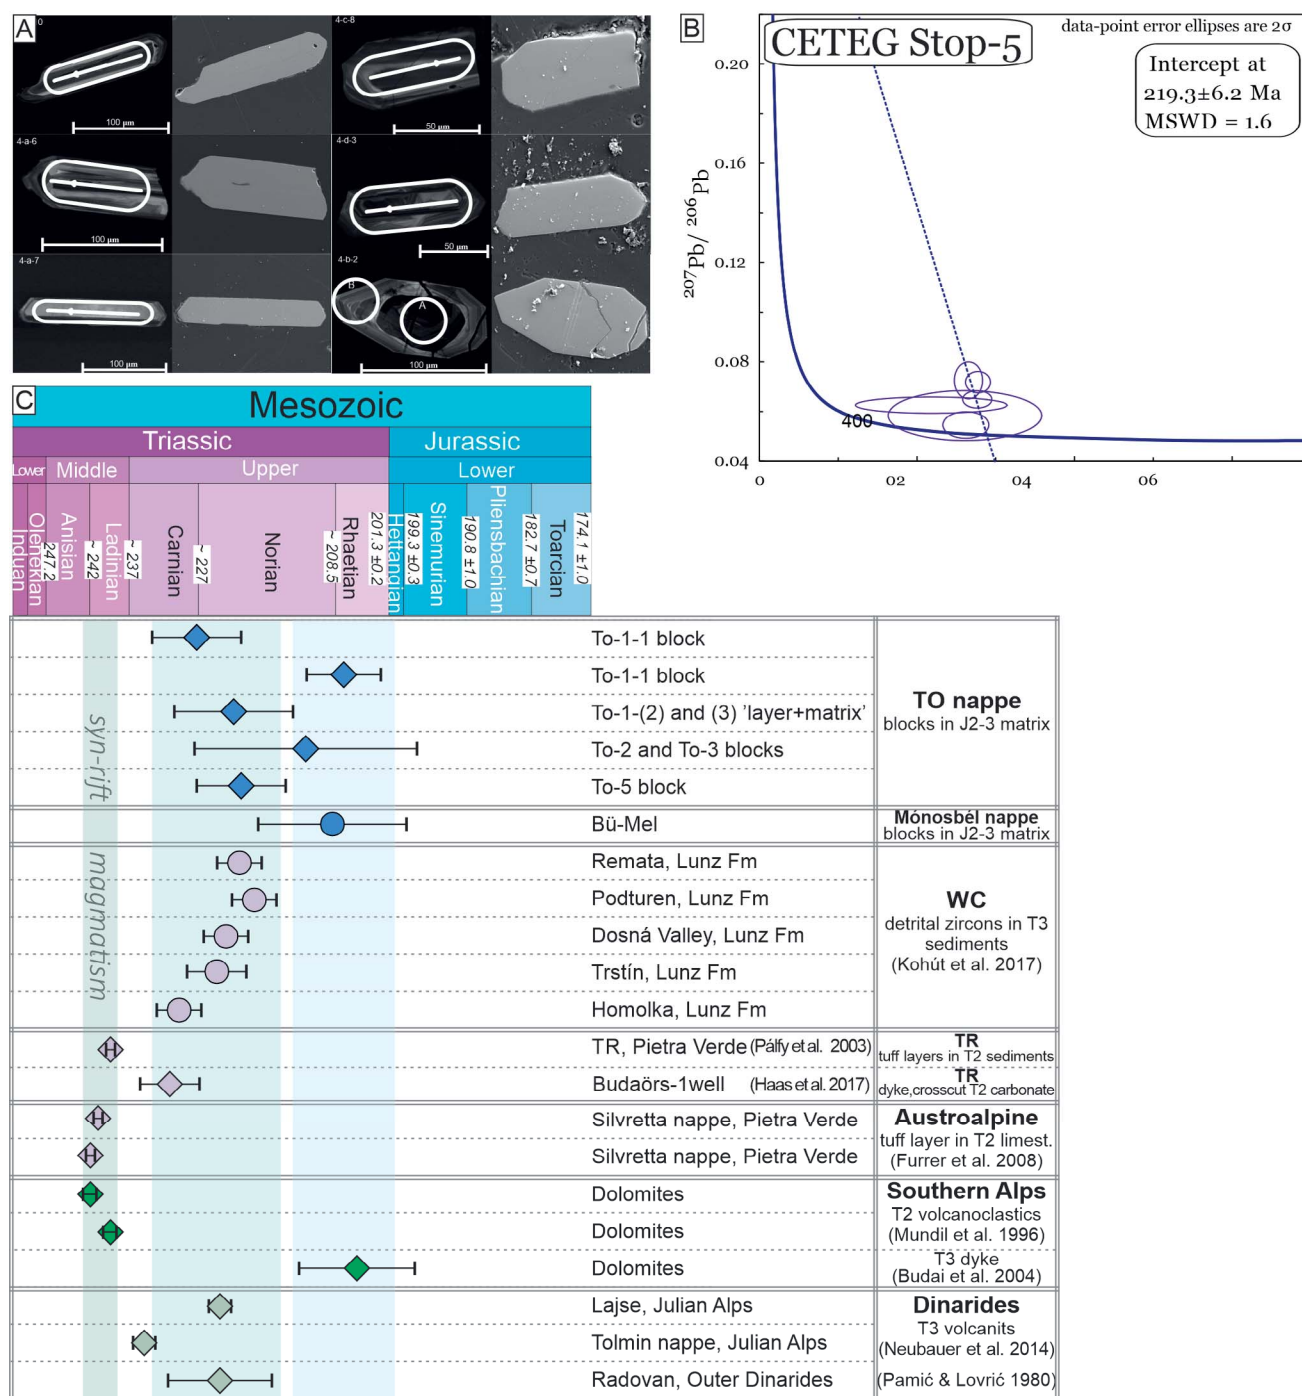 A
0
100 µm
4-c-8
50 µm
4-a-6
100 µm
4-d-3
50 µm
4-a-7
100 µm
4-b-2
B
A
100 µm
B
CETEG Stop-5
data-point error ellipses are 2σ
Intercept at
219.3±6.2 Ma
MSWD = 1.6
207Pb/ 206Pb
0.20
0.16
0.12
0.08
0.04
400
0
02
04
06
C
Mesozoic
Triassic
Jurassic
Lower
Middle
Upper
Lower
Induan
Olenekian
247.2
Anisian
~ 242
Ladinian
~ 237
Carnian
~ 227
Norian
~ 208.5
Rhaetian
201.3 ±0.2
Hettangian
199.3 ±0.3
Sinemurian
190.8 ±1.0
Pliensbachian
182.7 ±0.7
Toarcian
174.1 ±1.0
syn-rift
magmatism
To-1-1 block
To-1-1 block
To-1-(2) and (3) 'layer+matrix'
To-2 and To-3 blocks
To-5 block
TO nappe
blocks in J2-3 matrix
Bü-Mel
Mónosbél nappe
blocks in J2-3 matrix
Remata, Lunz Fm
Podturen, Lunz Fm
Dosná Valley, Lunz Fm
Trstín, Lunz Fm
Homolka, Lunz Fm
WC
detrital zircons in T3
sediments
(Kohút et al. 2017)
TR, Pietra Verde (Pálfy et al. 2003)
TR
tuff layers in T2 sediments
Budaörs-1well (Haas et al. 2017)
TR
dyke,crosscut T2 carbonate
Silvretta nappe, Pietra Verde
Silvretta nappe, Pietra Verde
Austroalpine
tuff layer in T2 limest.
(Furrer et al. 2008)
Dolomites
Dolomites
Dolomites
Southern Alps
T2 volcanoclastics
(Mundil et al. 1996)
T3 dyke
(Budai et al. 2004)
Lajse, Julian Alps
Tolmin nappe, Julian Alps
Radovan, Outer Dinarides
Dinarides
T3 volcanits
(Neubauer et al. 2014)
(Pamić & Lovrić 1980)